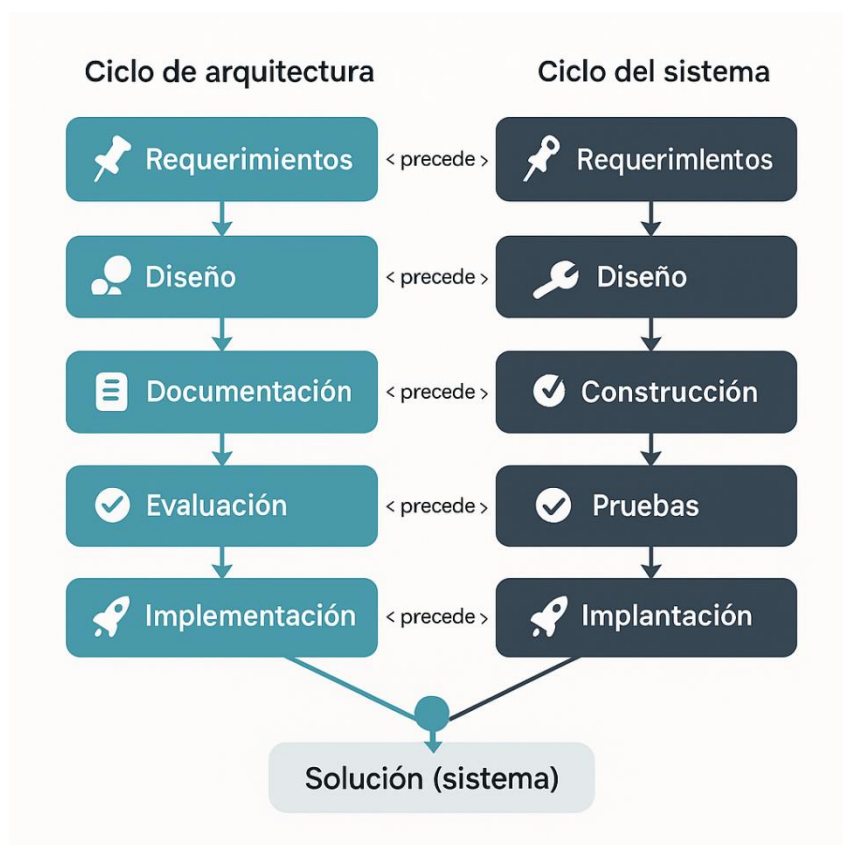 Ciclo de arquitectura
Ciclo del sistema
Requerimientos
< precede >
Requerimlentos
Diseño
< precede >
Diseño
Documentación
< precede >
Construcción
Evaluación
< precede >
Pruebas
Implementación
< precede >
Implantación
Solución (sistema)